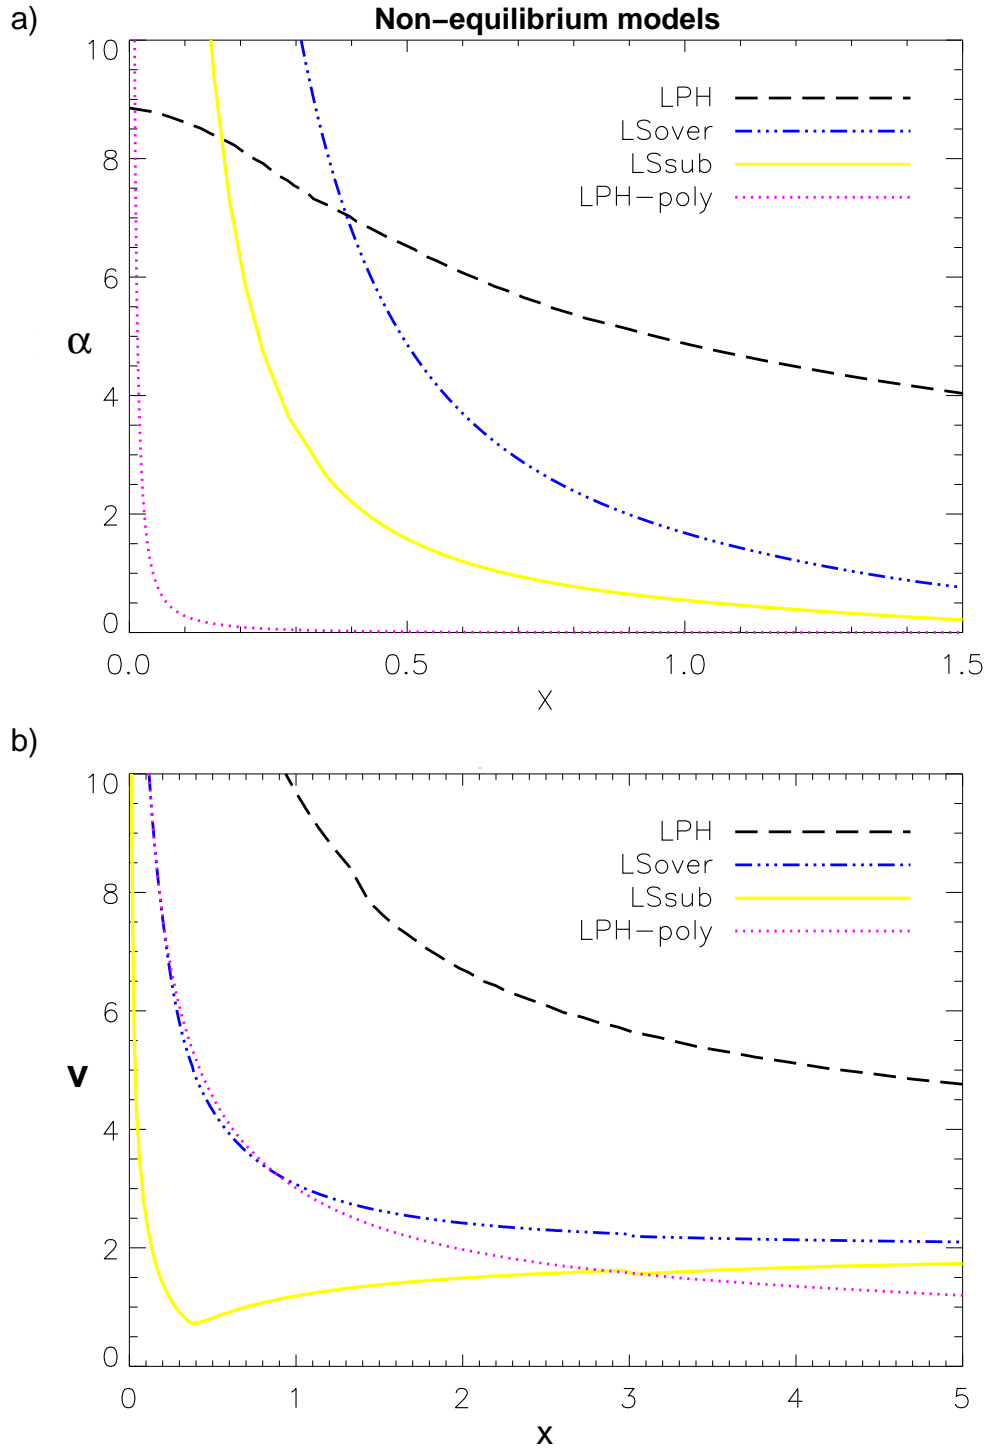 a)
Non−equilibrium models
10
8
6
4
2
0
α
LPH
LSover
LSsub
LPH−poly
0.0 0.5 1.0 1.5
X
b)
10
8
6
4
2
0
v
LPH
LSover
LSsub
LPH−poly
0 1 2 3 4 5
x